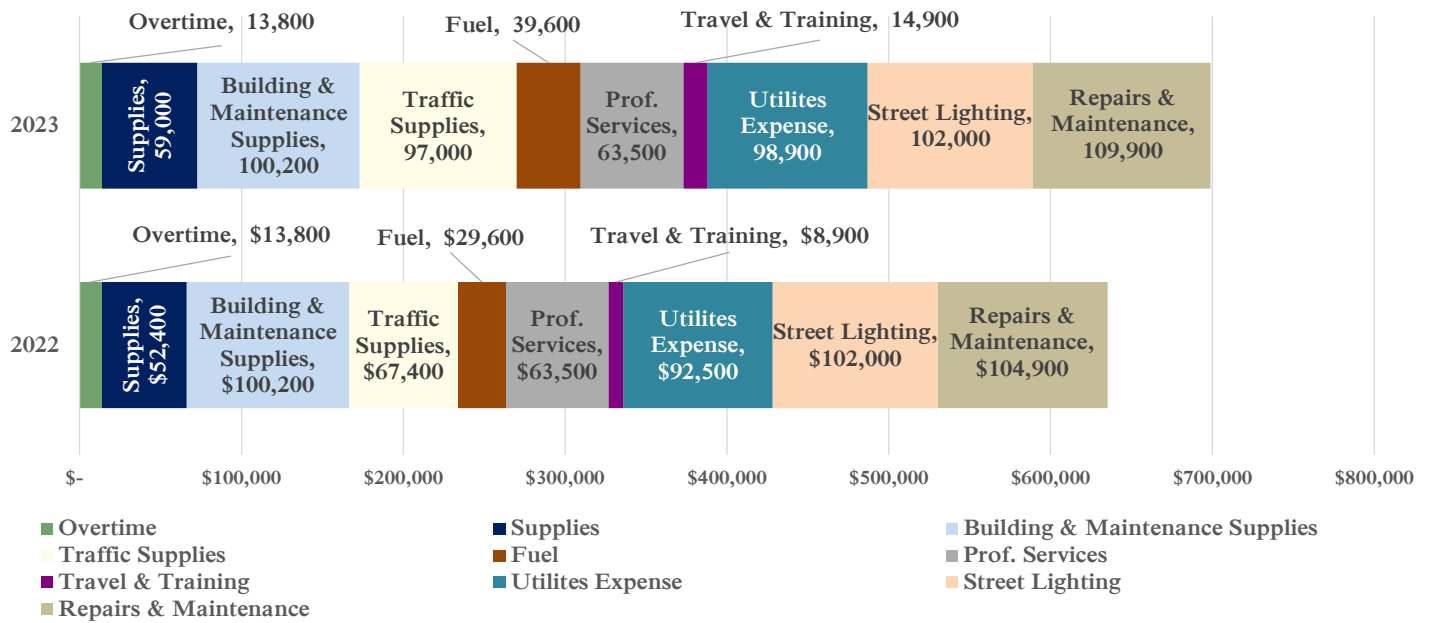 Overtime, 13,800
Fuel, 39,600
Travel & Training, 14,900
2023
Supplies,
59,000
Building &
Maintenance
Supplies,
100,200
Traffic
Supplies,
97,000
Prof.
Services,
63,500
Utilites
Expense,
98,900
Street Lighting,
102,000
Repairs &
Maintenance,
109,900
Overtime, $13,800
Fuel, $29,600
Travel & Training, $8,900
2022
Supplies,
$52,400
Building &
Maintenance
Supplies,
$100,200
Traffic
Supplies,
$67,400
Prof.
Services,
$63,500
Utilites
Expense,
$92,500
Street Lighting,
$102,000
Repairs &
Maintenance,
$104,900
$- $100,000 $200,000 $300,000 $400,000 $500,000 $600,000 $700,000 $800,000
Overtime Supplies Building & Maintenance Supplies
Traffic Supplies Fuel Prof. Services
Travel & Training Utilites Expense Street Lighting
Repairs & Maintenance